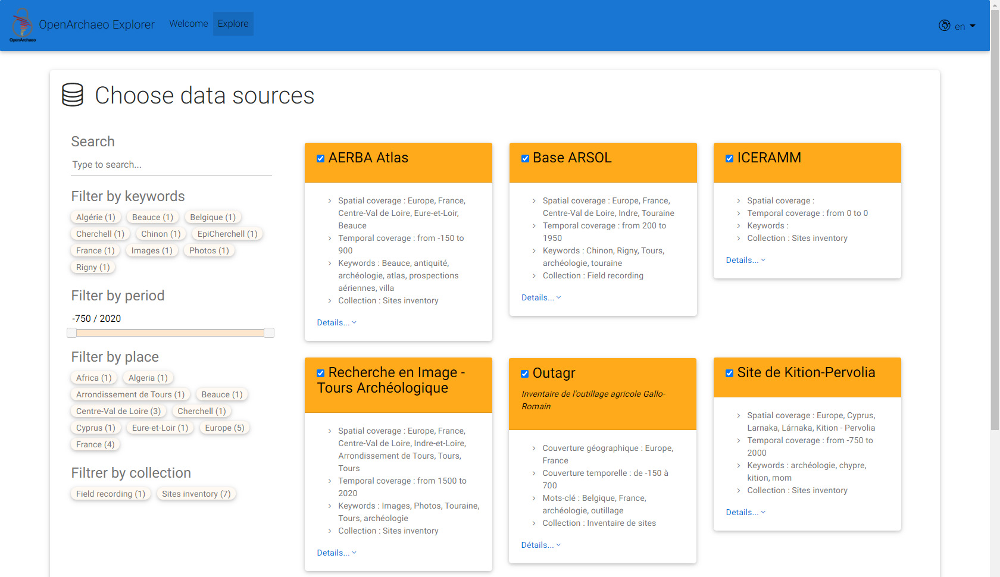 OpenArchaeo
OpenArchaeo Explorer
Welcome
Explore
en
Choose data sources
Search
Type to search...
Filter by keywords
Algérie (1)
Beauce (1)
Belgique (1)
Cherchell (1)
Chinon (1)
EpiCherchell (1)
France (1)
Images (1)
Photos (1)
Rigny (1)
Filter by period
-750 / 2020
Filter by place
Africa (1)
Algeria (1)
Arrondissement de Tours (1)
Beauce (1)
Centre-Val de Loire (3)
Cherchell (1)
Cyprus (1)
Eure-et-Loir (1)
Europe (5)
France (4)
Filtrer by collection
Field recording (1)
Sites inventory (7)
AERBA Atlas
Spatial coverage : Europe, France,
Centre-Val de Loire, Eure-et-Loir,
Beauce
Temporal coverage : from -150 to
900
Keywords : Beauce, antiquité,
archéologie, atlas, prospections
aériennes, villa
Collection : Sites inventory
Details...
Base ARSOL
Spatial coverage : Europe, France,
Centre-Val de Loire, Indre, Touraine
Temporal coverage : from 200 to
1950
Keywords : Chinon, Rigny, Tours,
archéologie, touraine
Collection : Field recording
Details...
ICERAMM
Spatial coverage :
Temporal coverage : from 0 to 0
Keywords :
Collection : Sites inventory
Details...
Recherche en Image -
Tours Archéologique
Spatial coverage : Europe, France,
Centre-Val de Loire, Indre-et-Loire,
Arrondissement de Tours, Tours,
Tours
Temporal coverage : from 1500 to
2020
Keywords : Images, Photos, Touraine,
Tours, archéologie
Collection : Sites inventory
Details...
Outagr
Inventaire de l'outillage agricole Gallo-
Romain
Couverture géographique : Europe,
France
Couverture temporelle : de -150 à
700
Mots-clé : Belgique, France,
archéologie, outillage
Collection : Inventaire de sites
Détails...
Site de Kition-Pervolia
Spatial coverage : Europe, Cyprus,
Larnaka, Lárnaka, Kition - Pervolia
Temporal coverage : from -750 to
2000
Keywords : archéologie, chypre,
kition, mom
Collection : Sites inventory
Details...